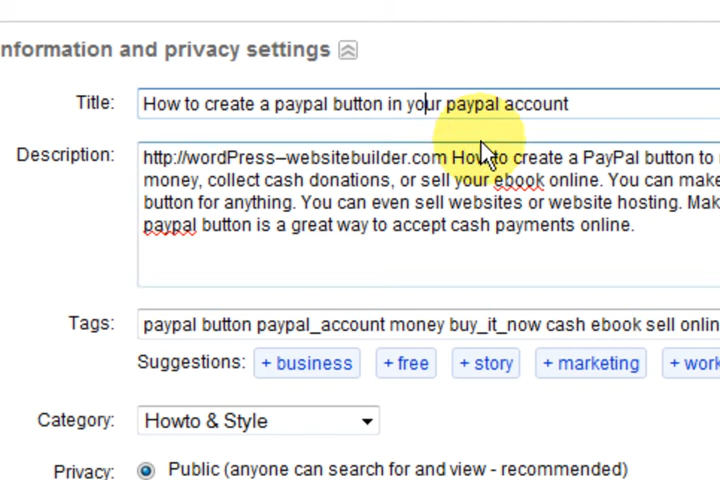 nformation and privacy settings
Title: How to create a paypal button in your paypal account
Description: http://wordPress–websitebuilder.com How to create a PayPal button to
money, collect cash donations, or sell your ebook online. You can make
button for anything. You can even sell websites or website hosting. Mak
paypal button is a great way to accept cash payments online.
Tags: paypal button paypal_account money buy_it_now cash ebook sell onlin
Suggestions: + business + free + story + marketing + work
Category: Howto & Style
Privacy: Public (anyone can search for and view - recommended)